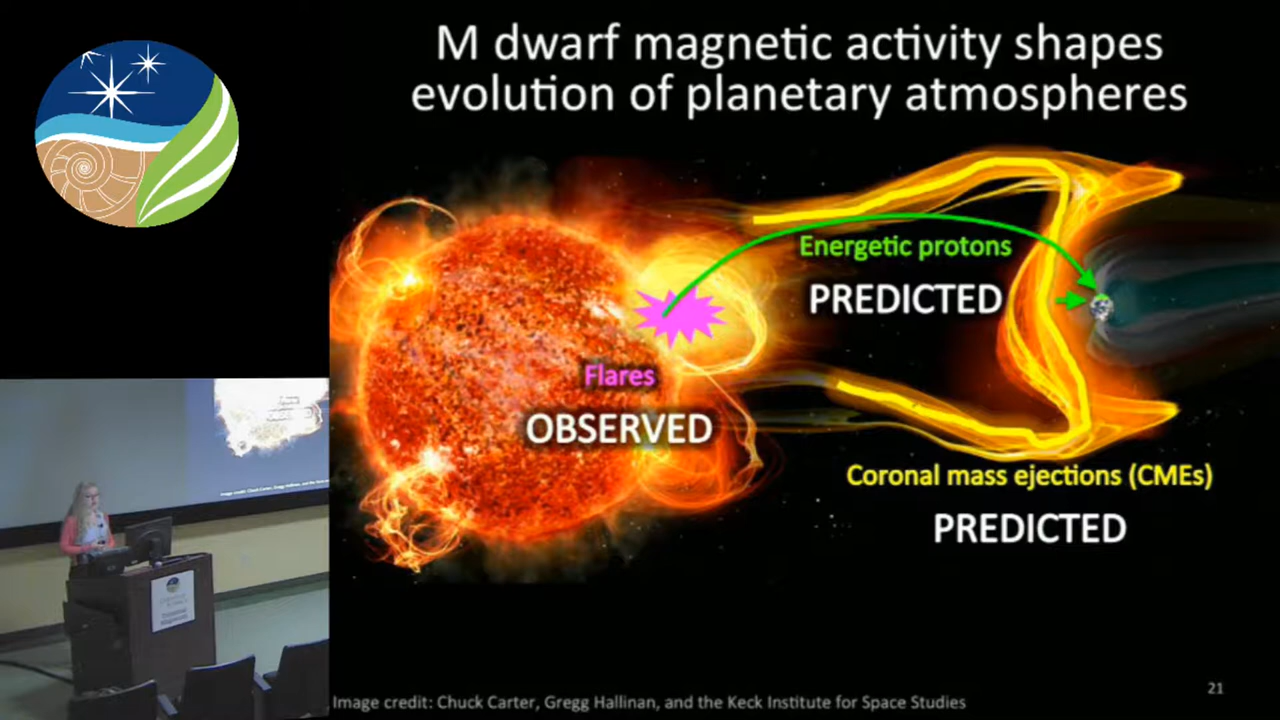 M dwarf magnetic activity shapes
evolution of planetary atmospheres
Energetic protons
PREDICTED
Flares
OBSERVED
Coronal mass ejections (CMEs)
PREDICTED
21
Image credit: Chuck Carter, Gregg Hallinan, and the Keck Institute for Space Studies